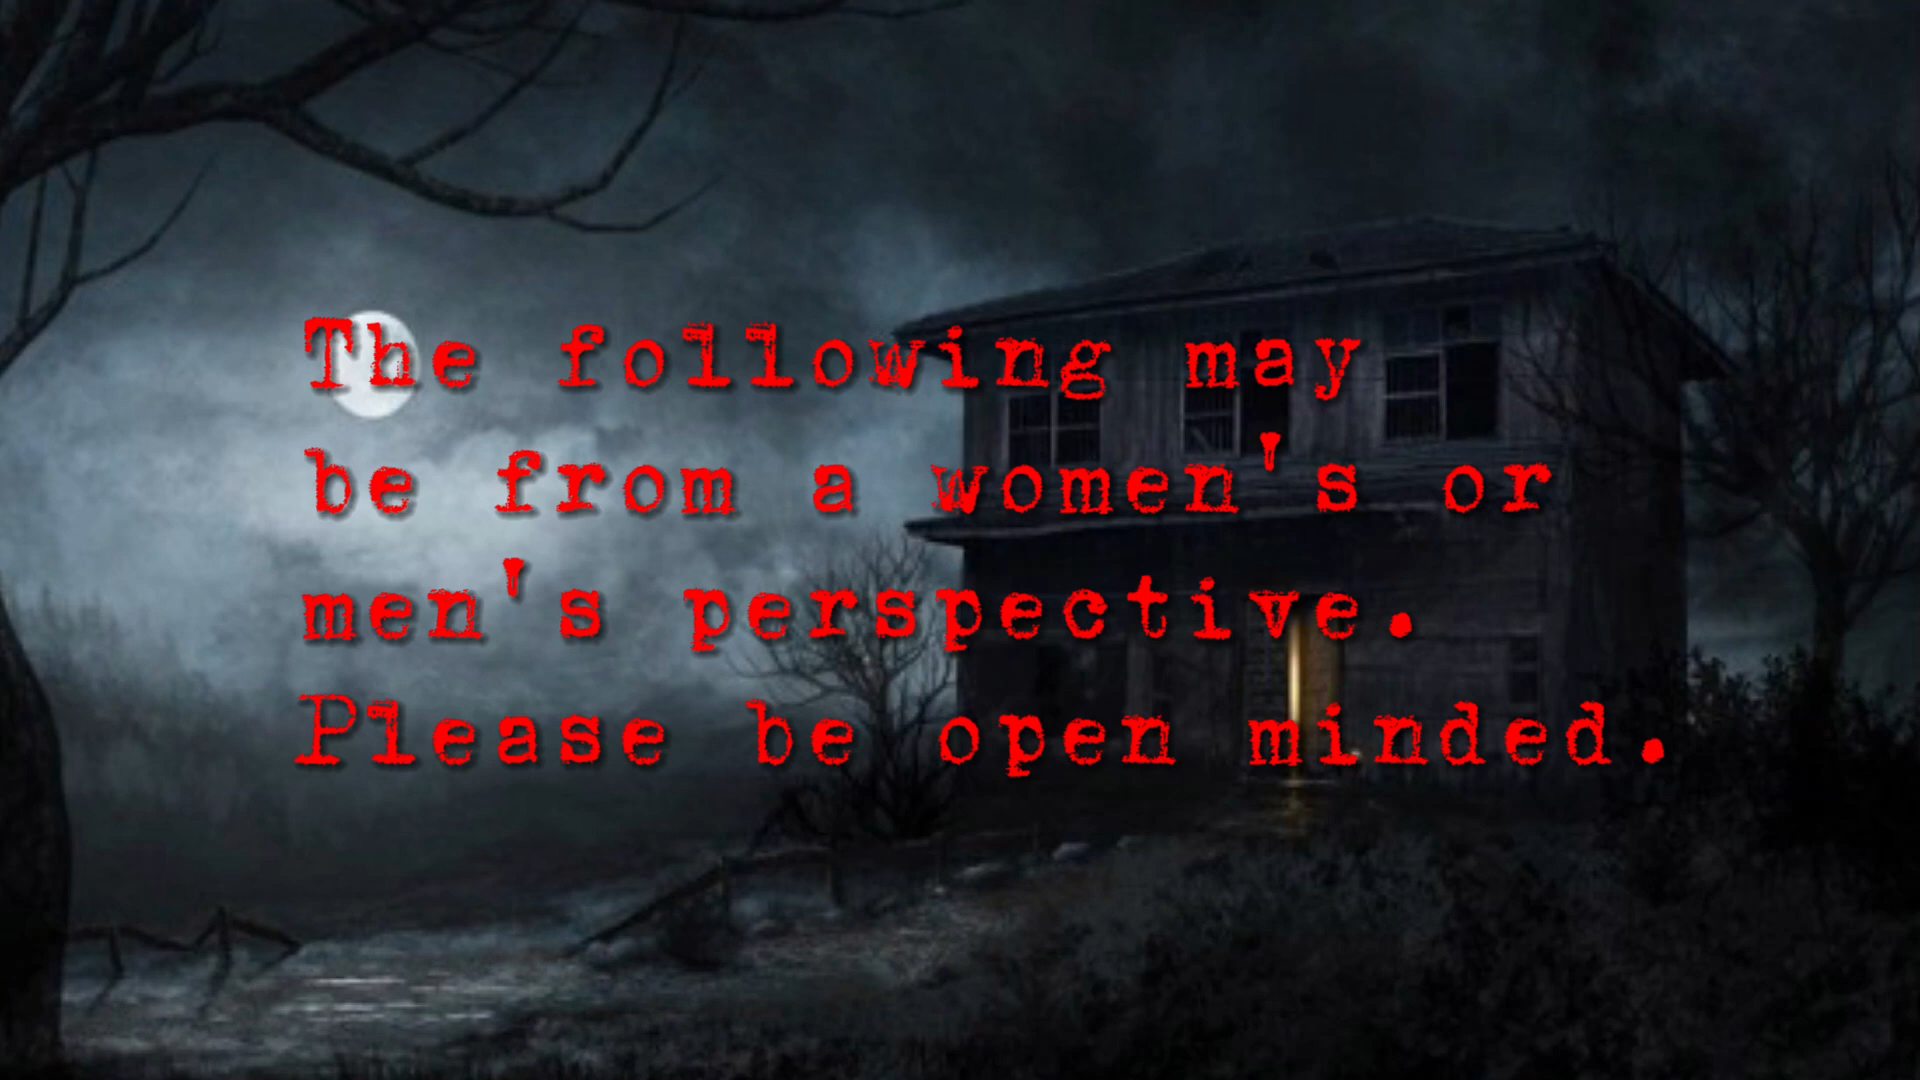 The following may
be from a women's or
men's perspective.
Please be open minded.